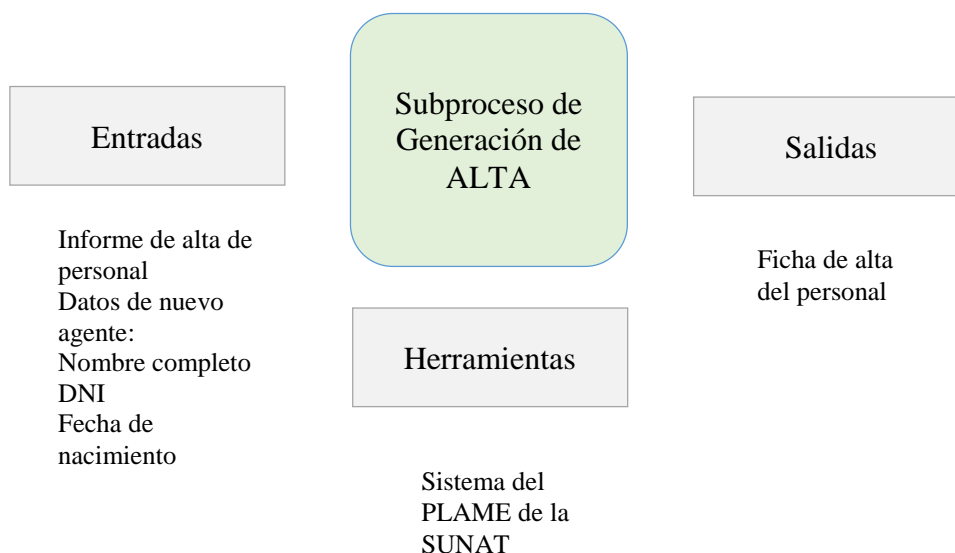 Entradas
Informe de alta de
personal
Datos de nuevo
agente:
Nombre completo
DNI
Fecha de
nacimiento
Subproceso de
Generación de
ALTA
Herramientas
Sistema del
PLAME de la
SUNAT
Salidas
Ficha de alta
del personal